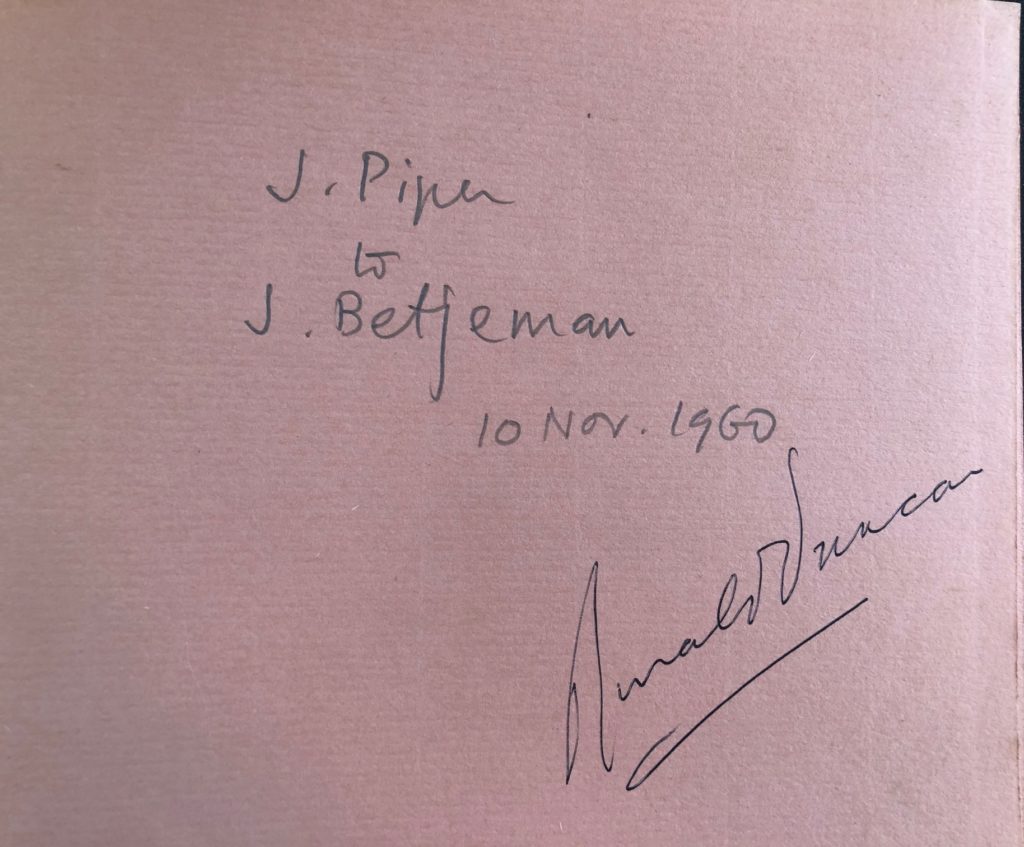 J. Piper
to
J. Betjeman
10 Nov. 1960
Ronald Duncan